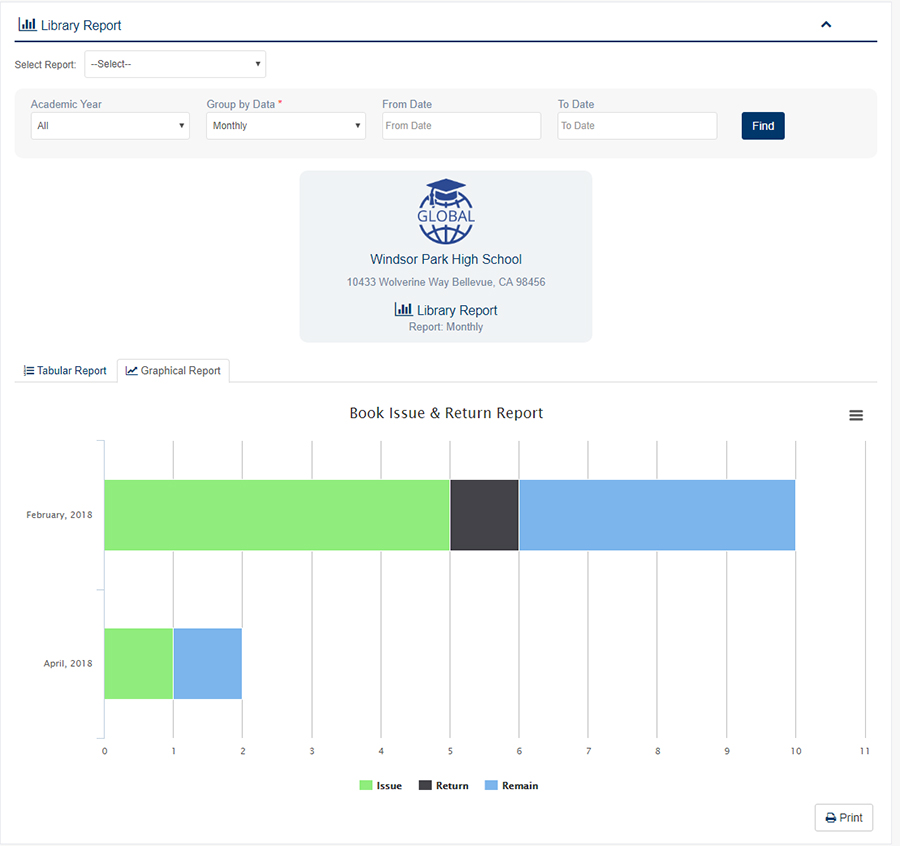 Library Report
Select Report: --Select--
Academic Year Group by Data * From Date To Date
All Monthly From Date To Date Find
GLOBAL
Windsor Park High School
10433 Wolverine Way Bellevue, CA 98456
Library Report
Report: Monthly
Tabular Report Graphical Report
Book Issue & Return Report
February, 2018
April, 2018
0 1 2 3 4 5 6 7 8 9 10 11
Issue Return Remain
Print